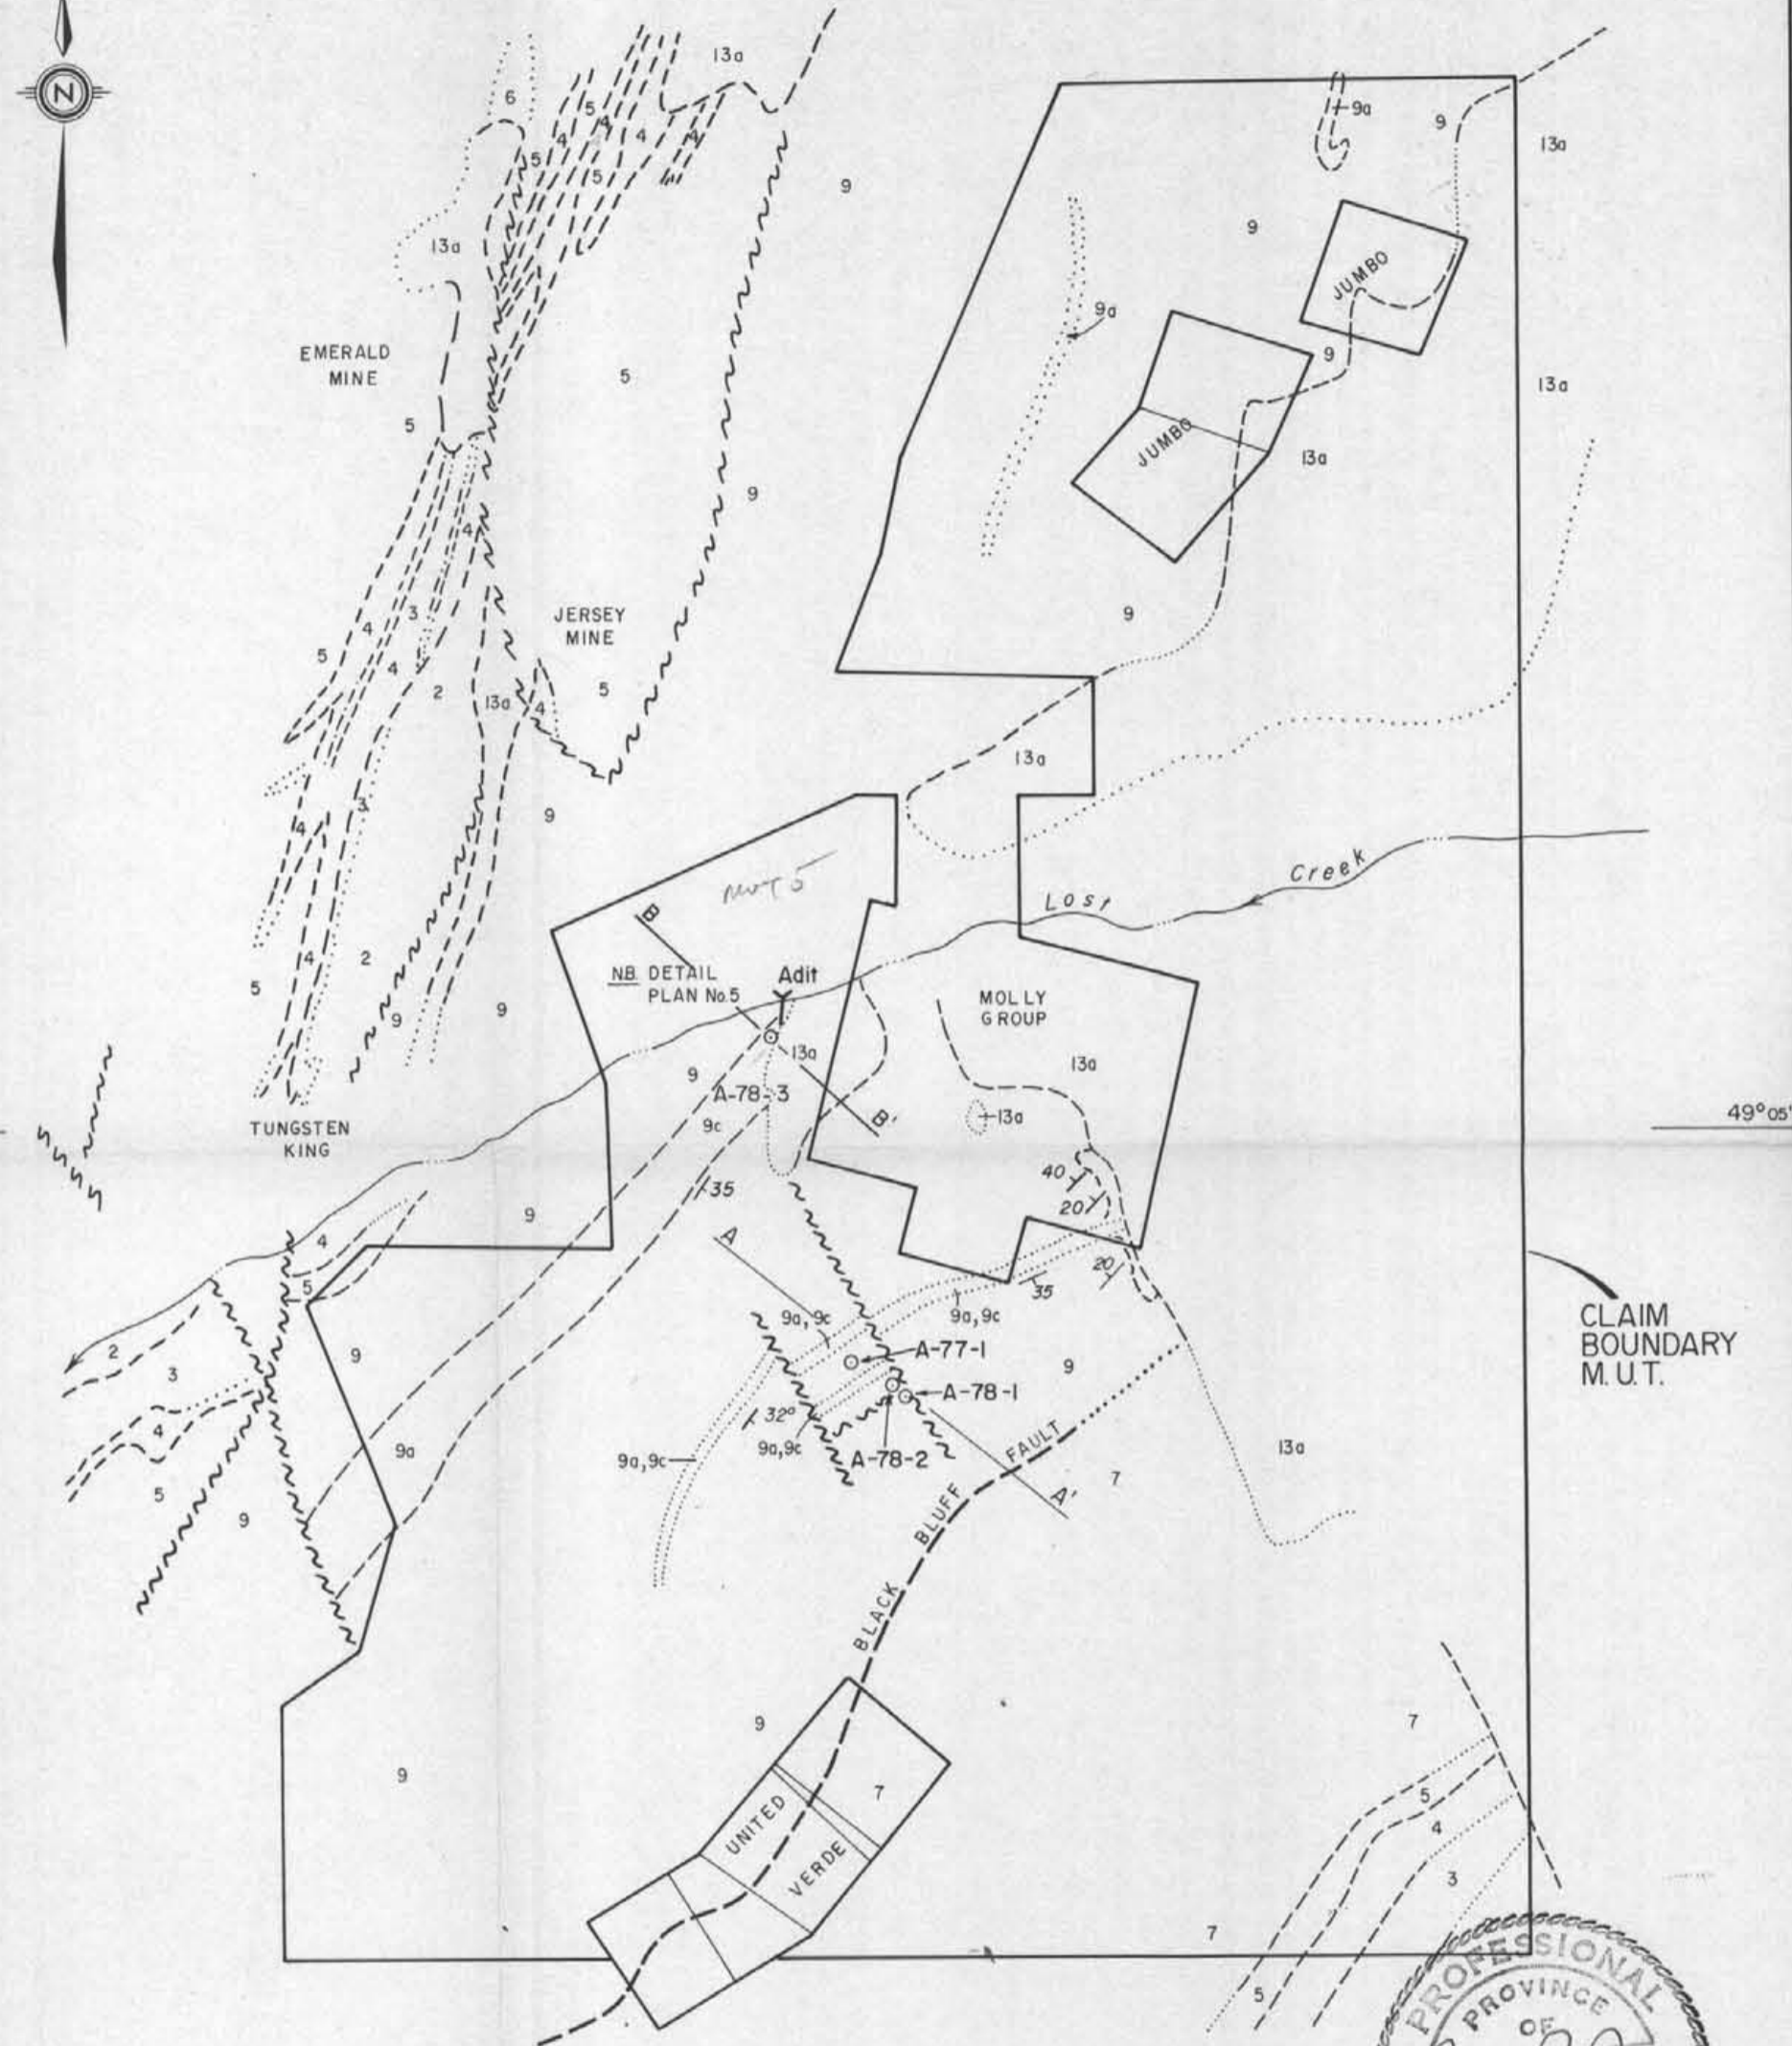 N
13a
6
5
4
4
4
4
5
5
9a
9
13a
9
9
13a
JUMBO
9a
EMERALD
MINE
9
5
13a
JUMBO
13a
5
9
4
3
JERSEY
MINE
9
4
5
4
2
13a
4
5
13a
3
9
4
mut 5
Creek
Lost
B
4
2
5
N.B. DETAIL
PLAN No. 5
Adit
MOLLY
GROUP
9
9
13a
13a
9
A-78-3
13a
49°05'
9c
B'
TUNGSTEN
KING
40
35
20
9
A
4
20
35
5
9a, 9c
9a, 9c
CLAIM
BOUNDARY
M.U.T.
2
9
A-77-1
9
3
A-78-1
32°
4
9a
9a,9c
A-78-2
FAULT
13a
9a,9c
7
5
A'
9
BLUFF
BLACK
9
7
9
7
5
UNITED
4
VERDE
3
7
5
PROFESSIONAL
PROVINCE
OF